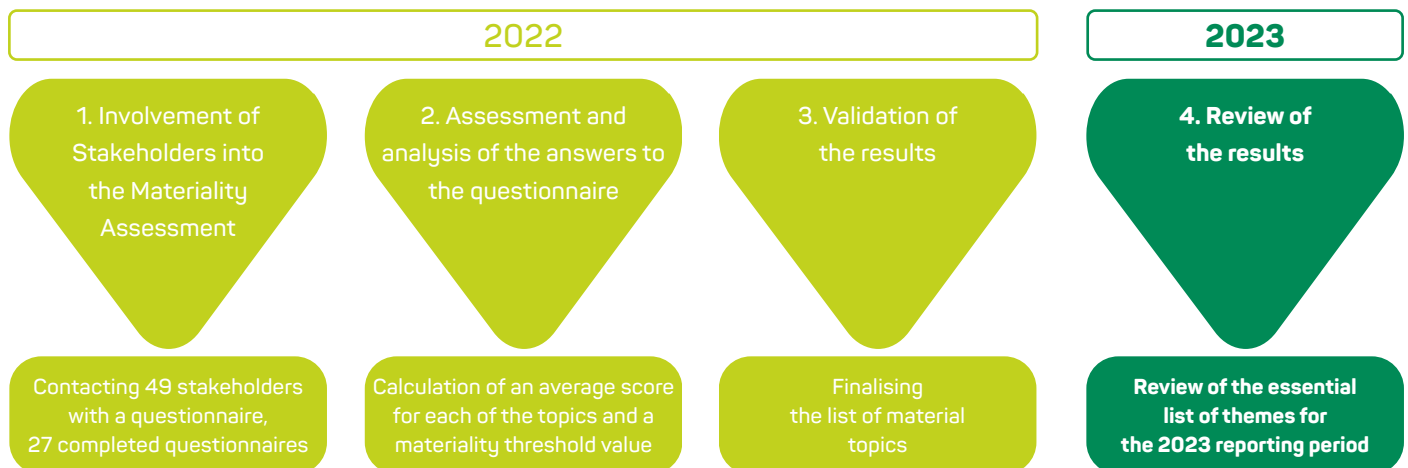 2022
2023
1. Involvement of
Stakeholders into
the Materiality
Assessment
2. Assessment and
analysis of the answers to
the questionnaire
3. Validation of
the results
4. Review of
the results
Contacting 49 stakeholders
with a questionnaire,
27 completed questionnaires
Calculation of an average score
for each of the topics and a
materiality threshold value
Finalising
the list of material
topics
Review of the essential
list of themes for
the 2023 reporting period